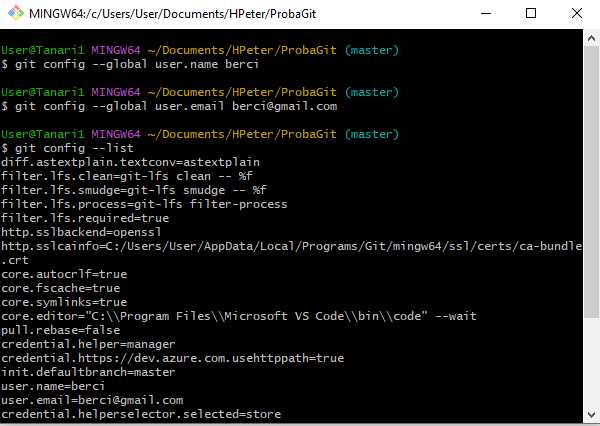 MINGW64:/c/Users/User/Documents/HPeter/ProbaGit
User@Tanari1 MINGW64 ~/Documents/HPeter/ProbaGit (master)
$ git config --global user.name berci
User@Tanari1 MINGW64 ~/Documents/HPeter/ProbaGit (master)
$ git config --global user.email berci@gmail.com
User@Tanari1 MINGW64 ~/Documents/HPeter/ProbaGit (master)
$ git config --list
diff.astextplain.textconv=astextplain
filter.lfs.clean=git-lfs clean -- %f
filter.lfs.smudge=git-lfs smudge -- %f
filter.lfs.process=git-lfs filter-process
filter.lfs.required=true
http.sslbackend=openssl
http.sslcainfo=C:/Users/User/AppData/Local/Programs/Git/mingw64/ssl/certs/ca-bundle
.crt
core.autocrlf=true
core.fscache=true
core.symlinks=true
core.editor="C:\\Program Files\\Microsoft VS Code\\bin\\code" --wait
pull.rebase=false
credential.helper=manager
credential.https://dev.azure.com.usehttppath=true
init.defaultbranch=master
user.name=berci
user.email=berci@gmail.com
credential.helperselector.selected=store